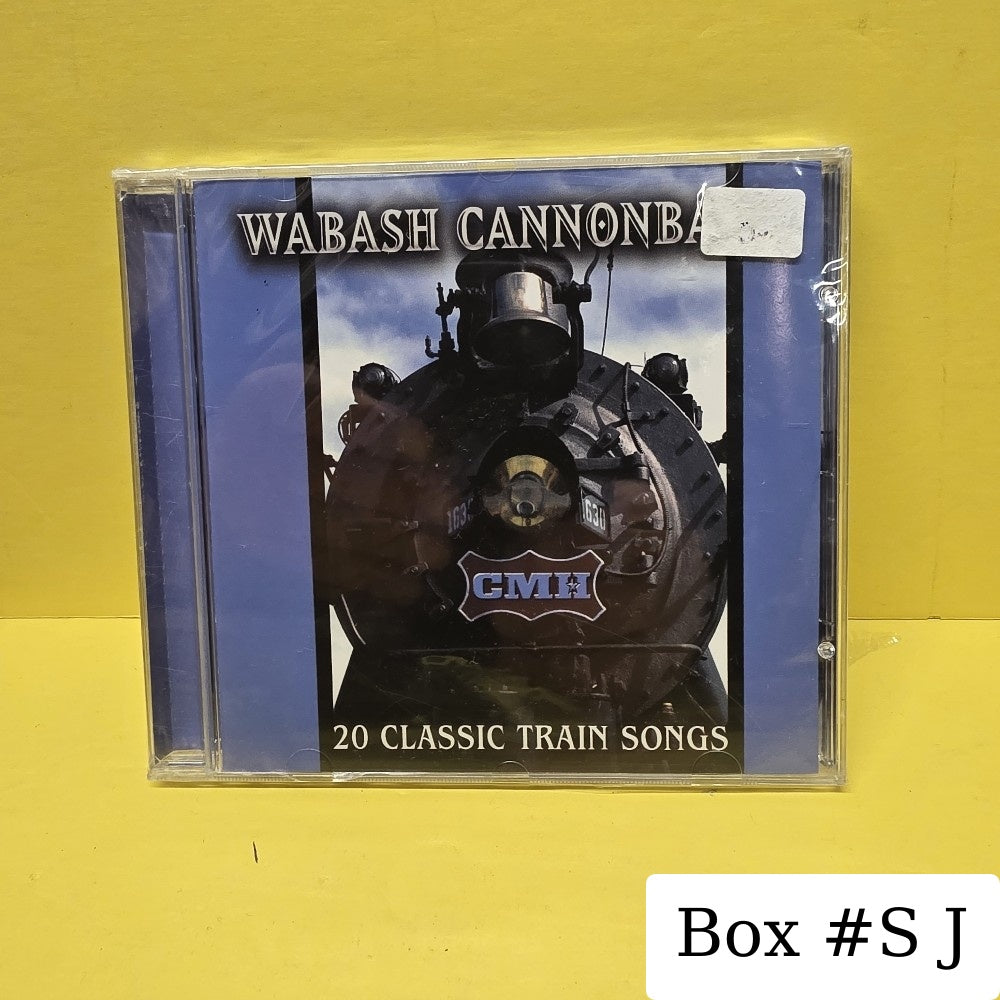 WABASH CANNONBA
1630
1630
CMH
20 CLASSIC TRAIN SONGS
Box #S J